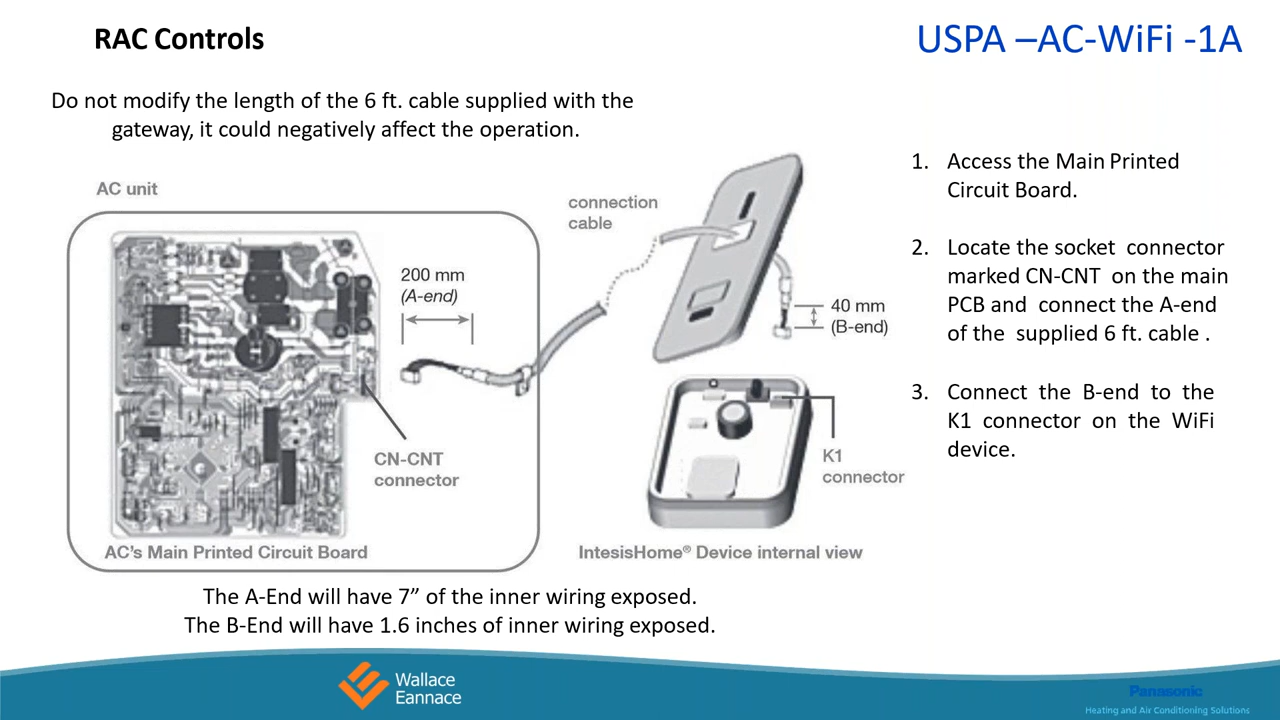 RAC Controls
USPA –AC-WiFi -1A
Do not modify the length of the 6 ft. cable supplied with the
gateway, it could negatively affect the operation.
AC unit
connection
cable
200 mm
(A-end)
40 mm
(B-end)
CN-CNT
connector
K1
connector
AC's Main Printed Circuit Board
IntesisHome® Device internal view
1. Access the Main Printed
Circuit Board.
2. Locate the socket connector
marked CN-CNT on the main
PCB and connect the A-end
of the supplied 6 ft. cable .
3. Connect the B-end to the
K1 connector on the WiFi
device.
The A-End will have 7” of the inner wiring exposed.
The B-End will have 1.6 inches of inner wiring exposed.
Wallace
Eannace
Panasonic
Heating and Air Conditioning Solutions